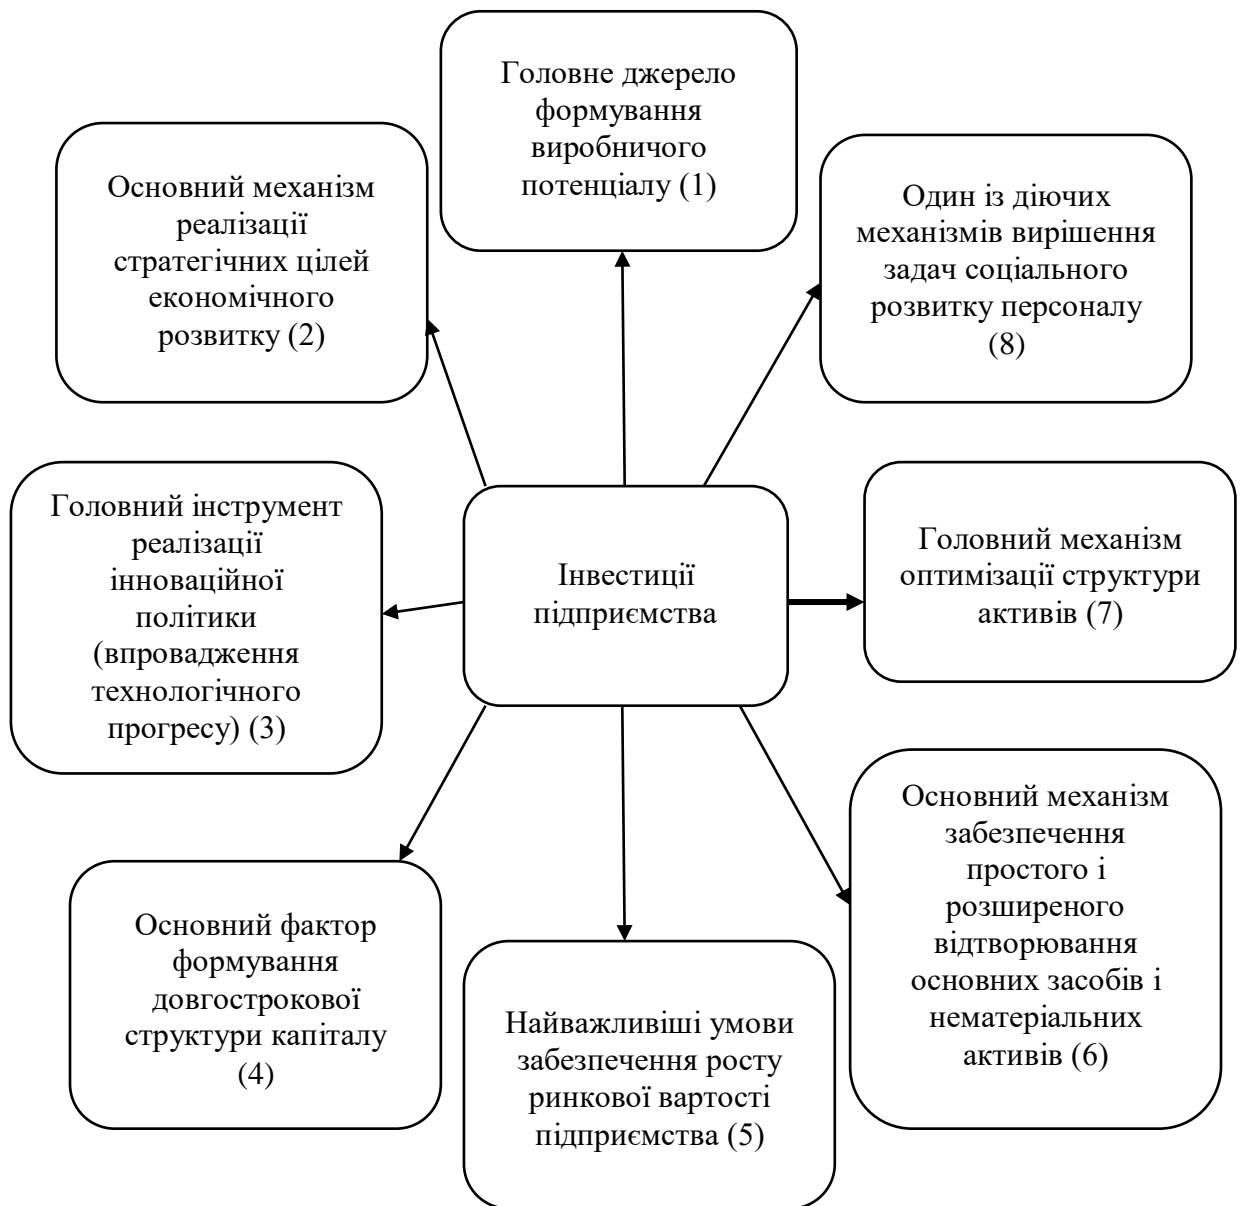 Головне джерело
формування
виробничого
потенціалу (1)
Основний механізм
реалізації
стратегічних цілей
економічного
розвитку (2)
Один із діючих
механізмів вирішення
задач соціального
розвитку персоналу
(8)
Головний інструмент
реалізації
інноваційної
політики
(впровадження
технологічного
прогресу) (3)
Інвестиції
підприємства
Головний механізм
оптимізації структури
активів (7)
Основний фактор
формування
довгострокової
структури капіталу
(4)
Найважливіші умови
забезпечення росту
ринкової вартості
підприємства (5)
Основний механізм
забезпечення
простого і
розширеного
відтворювання
основних засобів і
нематеріальних
активів (6)